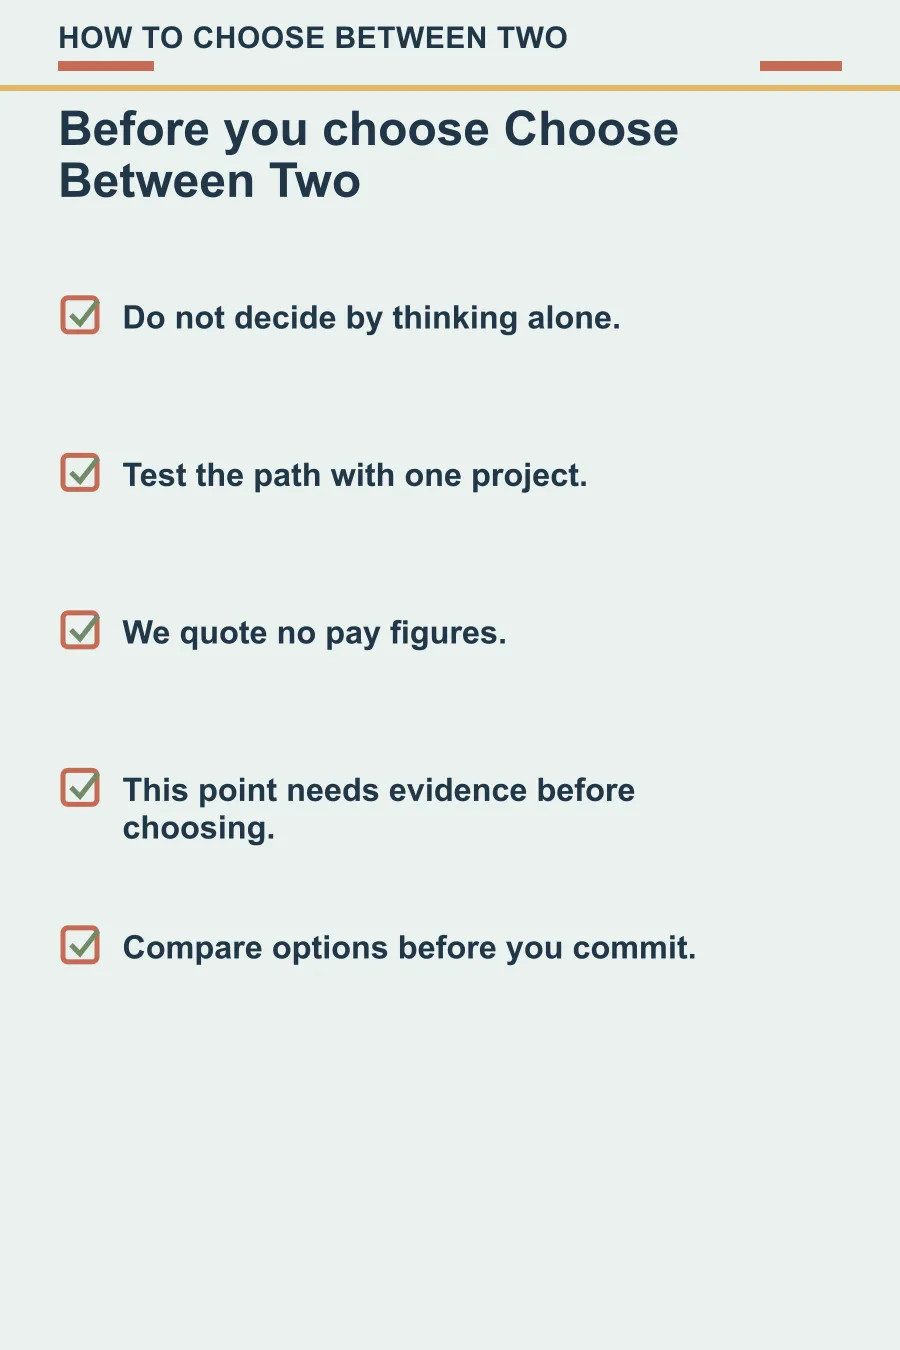 HOW TO CHOOSE BETWEEN TWO
Before you choose Choose
Between Two
Do not decide by thinking alone.
Test the path with one project.
We quote no pay figures.
This point needs evidence before
choosing.
Compare options before you commit.